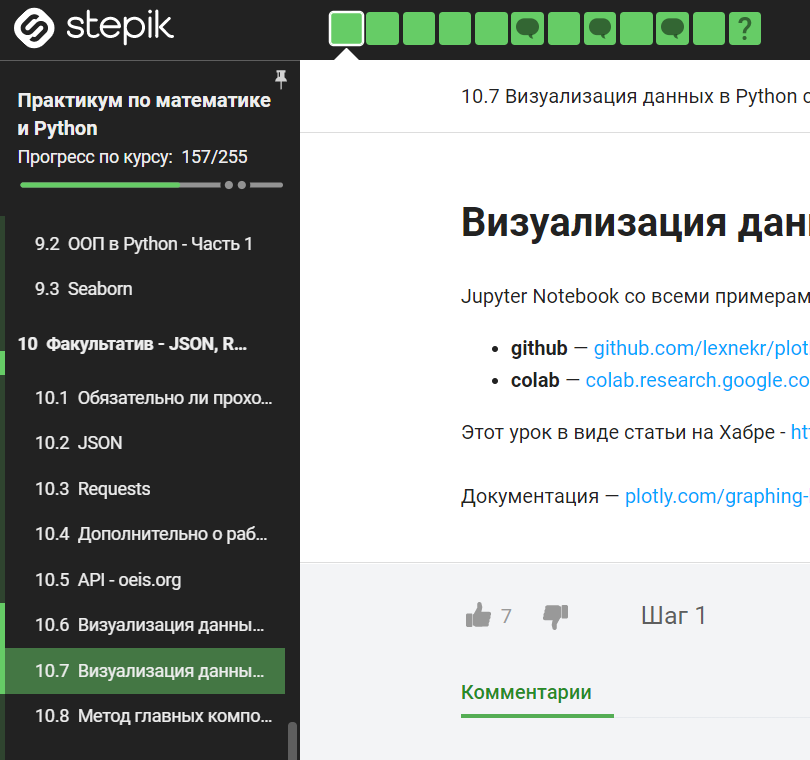 stepik
?
Практикум по математике
и Python
Прогресс по курсу: 157/255
9.2 ООП в Python - Часть 1
9.3 Seaborn
10 Факультатив - JSON, R...
10.1 Обязательно ли прохо...
10.2 JSON
10.3 Requests
10.4 Дополнительно о раб...
10.5 API - oeis.org
10.6 Визуализация данны...
10.7 Визуализация данны...
10.8 Метод главных компо...
10.7 Визуализация данных в Python с
Визуализация дан
Jupyter Notebook со всеми примерам
• github — github.com/lexnekr/plot
• colab — colab.research.google.co
Этот урок в виде статьи на Хабре - ht
Документация — plotly.com/graphing-
7
Шаг 1
Комментарии